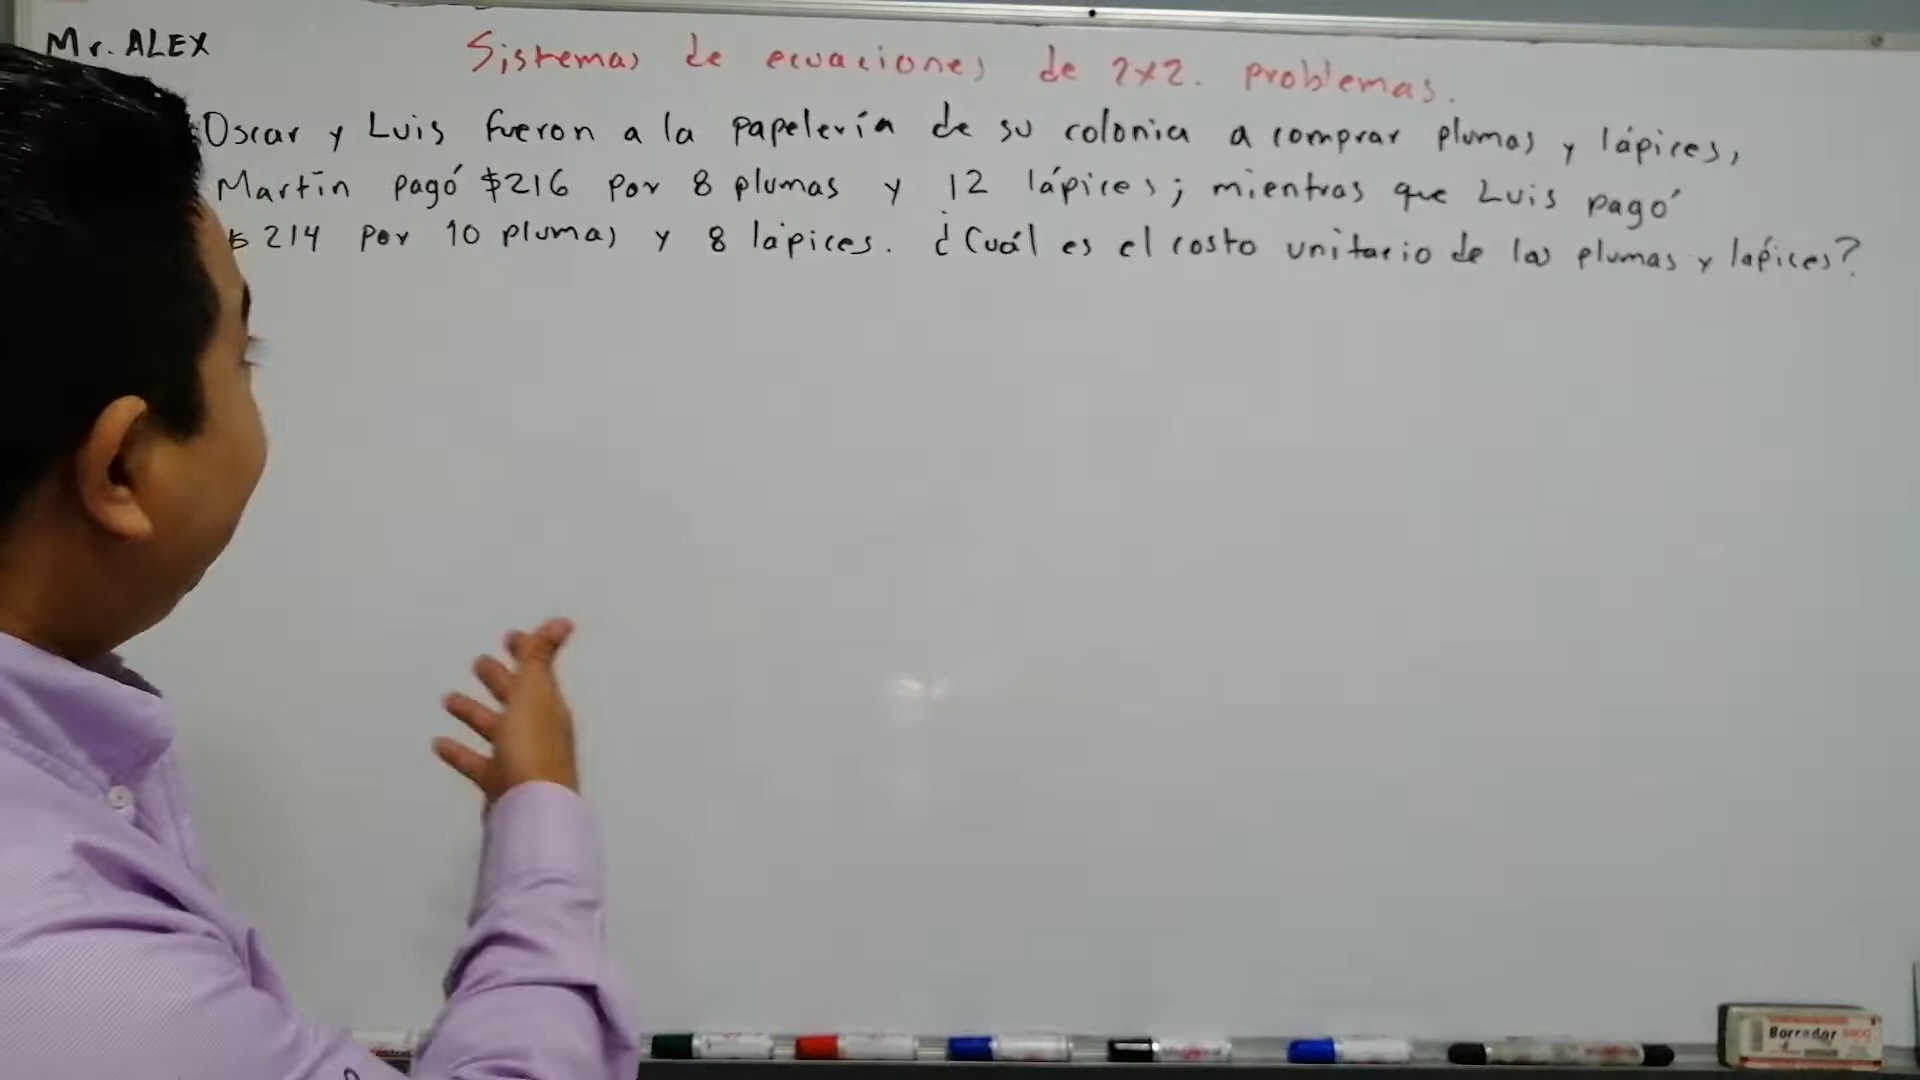 Mr. ALEX
Sistemas de ecuaciones de 2x2. problemas.
Oscar y Luis fueron a la papelería de su colonia a comprar plumas y lápices,
Martín pagó $216 por 8 plumas y 12 lápices; mientras que Luis pagó
$214 por 10 plumas y 8 lápices. ¿Cuál es el costo unitario de las plumas y lápices?
Borrador